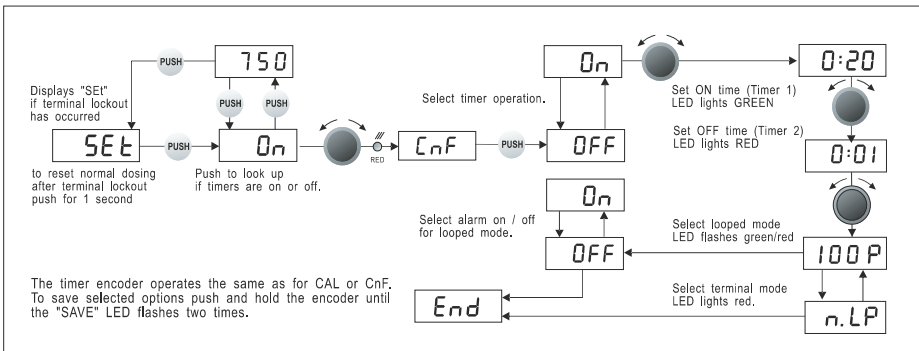 PUSH
750
Displays "SEt"
if terminal lockout
has occurred
PUSH
PUSH
SEt
PUSH
On
RED
to reset normal dosing
after terminal lockout
push for 1 second
Push to look up
if timers are on or off.
CnF
PUSH
Select timer operation.
On
OFF
0:20
Set ON time (Timer 1)
LED lights GREEN
Set OFF time (Timer 2)
LED lights RED
0:01
Select looped mode
LED flashes green/red
100P
Select alarm on / off
for looped mode.
On
OFF
Select terminal mode
LED lights red.
n.LP
End
The timer encoder operates the same as for CAL or CnF.
To save selected options push and hold the encoder until
the "SAVE" LED flashes two times.